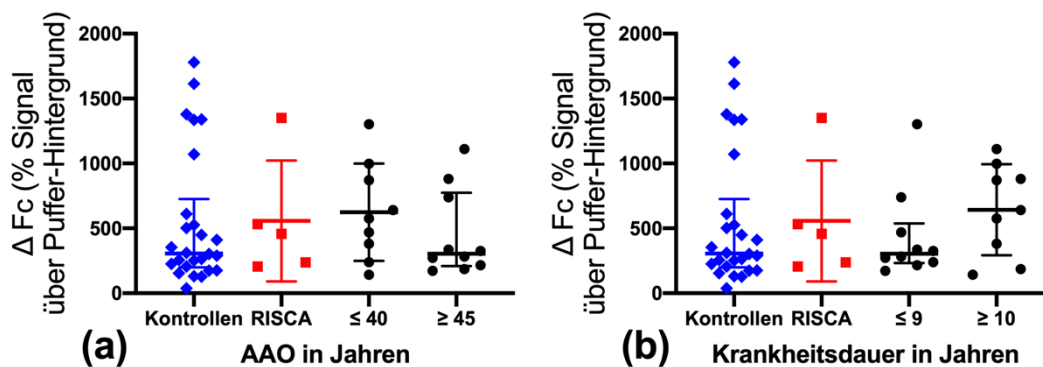 Δ Fc (% Signal
über Puffer-Hintergrund)
2000
1500
1000
500
0
Kontrollen RISCA ≤ 40 ≥ 45
(a) AAO in Jahren
Δ Fc (% Signal
über Puffer-Hintergrund)
2000
1500
1000
500
0
Kontrollen RISCA ≤ 9 ≥ 10
(b) Krankheitsdauer in Jahren